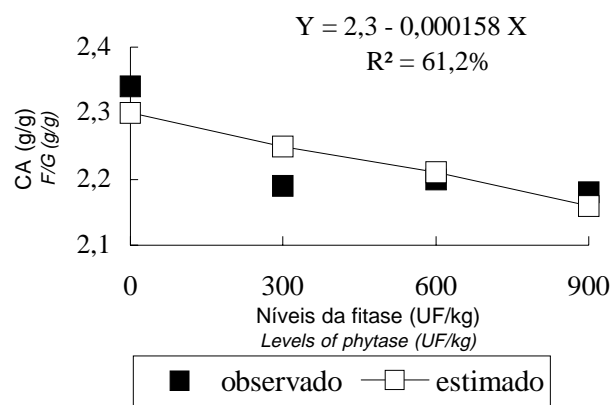 Y = 2,3 - 0,000158 X
R² = 61,2%
CA (g/g)
F/G (g/g)
2,4
2,3
2,2
2,1
0 300 600 900
Níveis da fitase (UF/kg)
Levels of phytase (UF/kg)
observado estimado